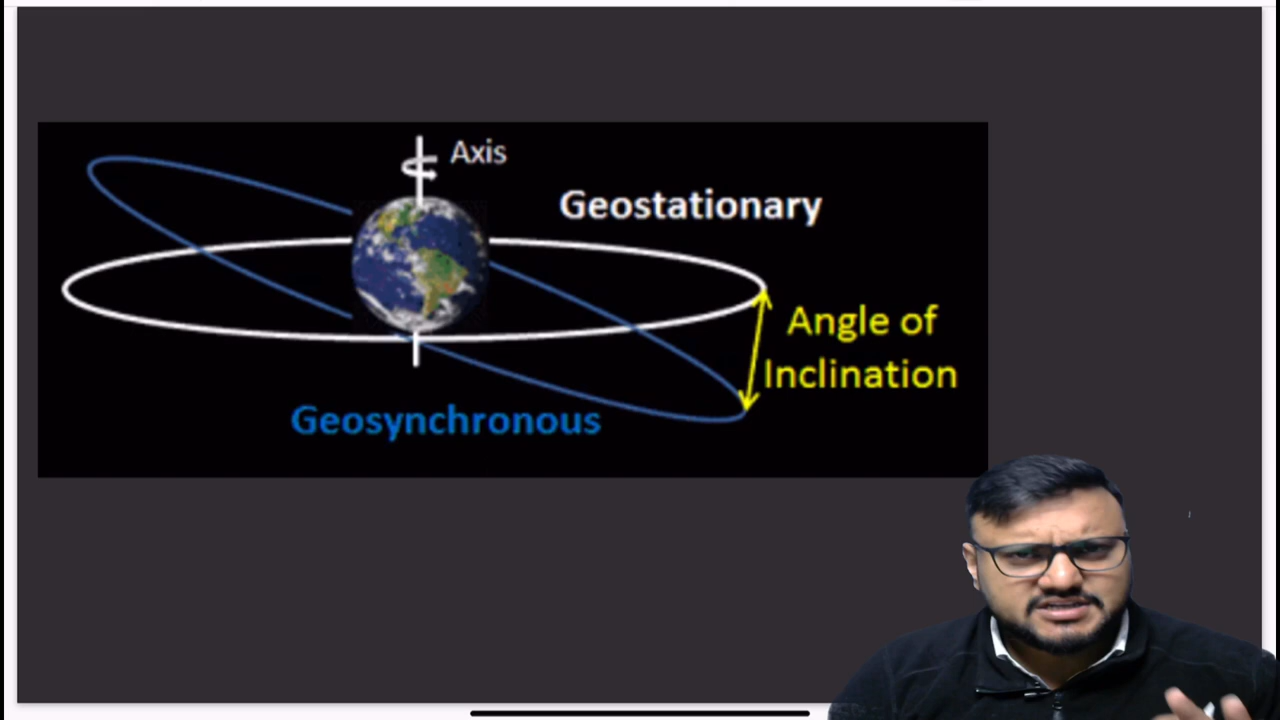 Axis
Geostationary
Angle of
Inclination
Geosynchronous